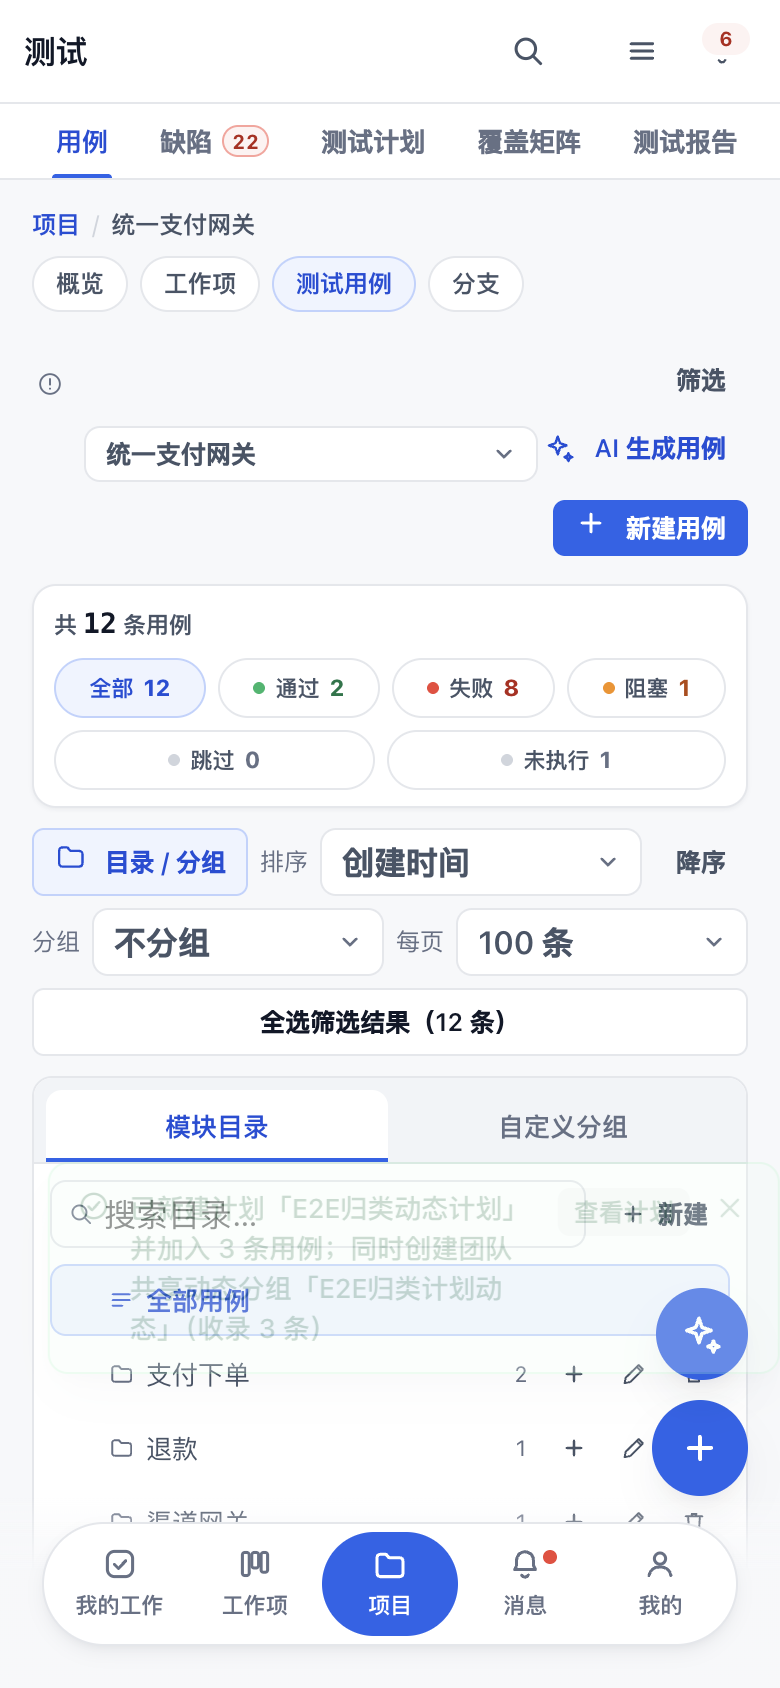 测试
6
用例
缺陷 22
测试计划
覆盖矩阵
测试报告
项目 / 统一支付网关
概览
工作项
测试用例
分支
筛选
统一支付网关
AI 生成用例
新建用例
共 12 条用例
全部 12
通过 2
失败 8
阻塞 1
跳过 0
未执行 1
目录 / 分组
排序
创建时间
降序
分组
不分组
每页
100 条
全选筛选结果（12 条）
模块目录
自定义分组
搜索目录...
新建
已新建计划「E2E归类动态计划」
查看计划
并加入 3 条用例；同时创建团队
共享动态分组「E2E归类计划动
态」（收录 3 条）
全部用例
支付下单 2
退款 1
渠道网关 1
我的工作
工作项
项目
消息
我的